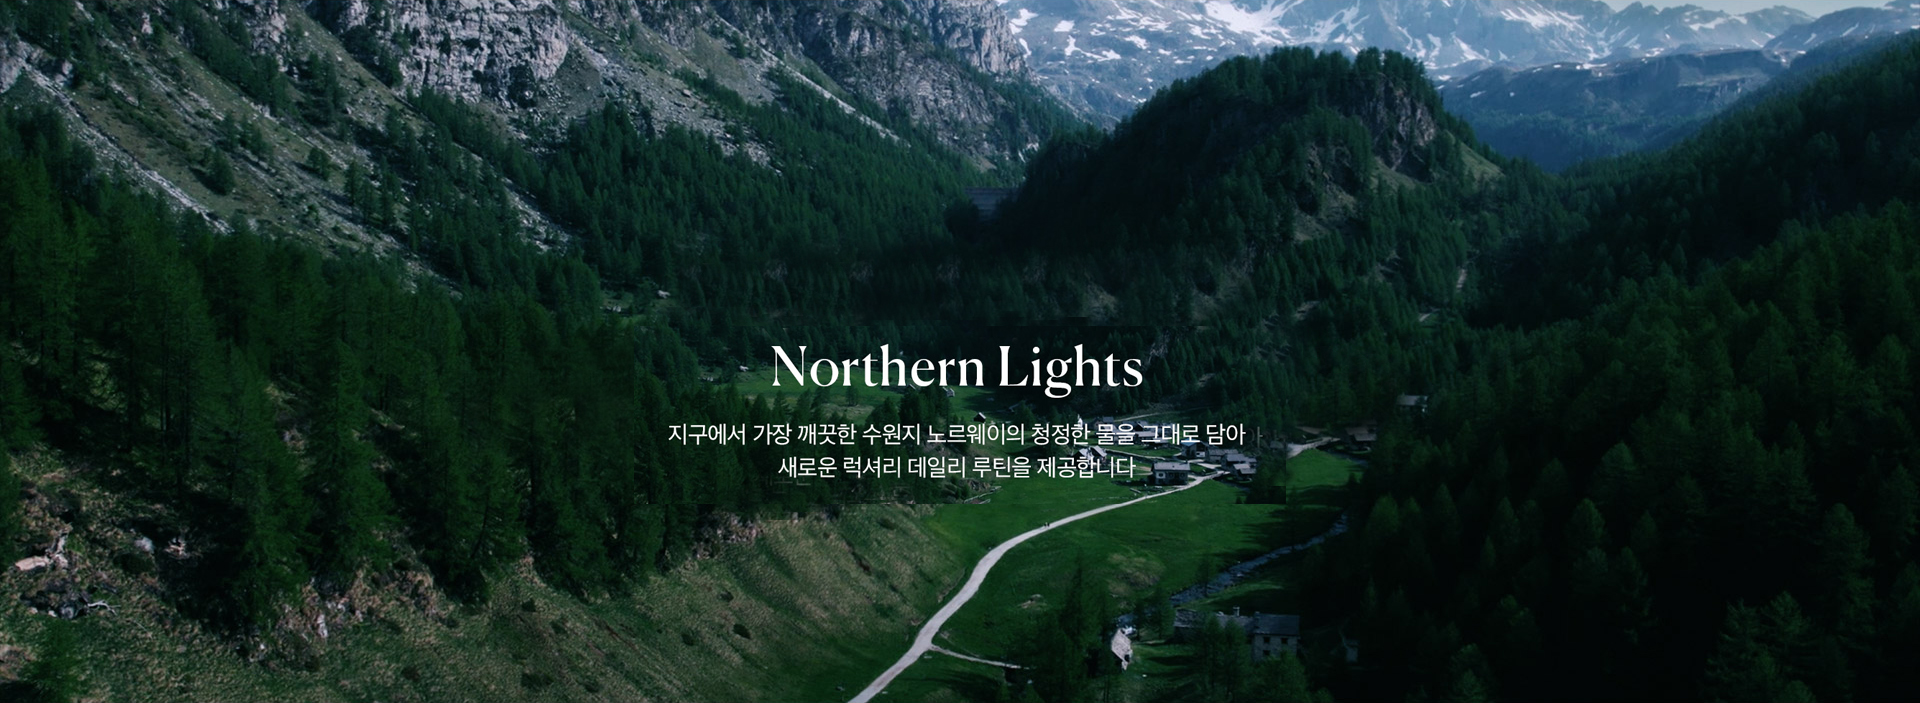 Northern Lights
지구에서 가장 깨끗한 수원지 노르웨이의 청정한 물을 그대로 담아
새로운 럭셔리 데일리 루틴을 제공합니다